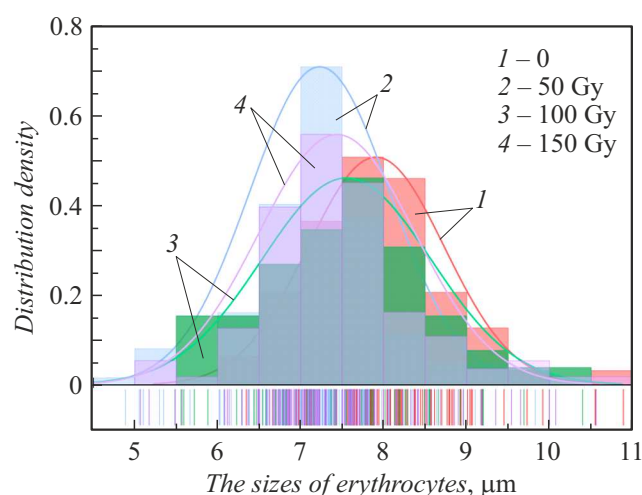 0.8
1 – 0
2 – 50 Gy
3 – 100 Gy
4 – 150 Gy
2
4
0.6
Distribution density
0.4
1
3
0.2
0
5 6 7 8 9 10 11
The sizes of erythrocytes, μm